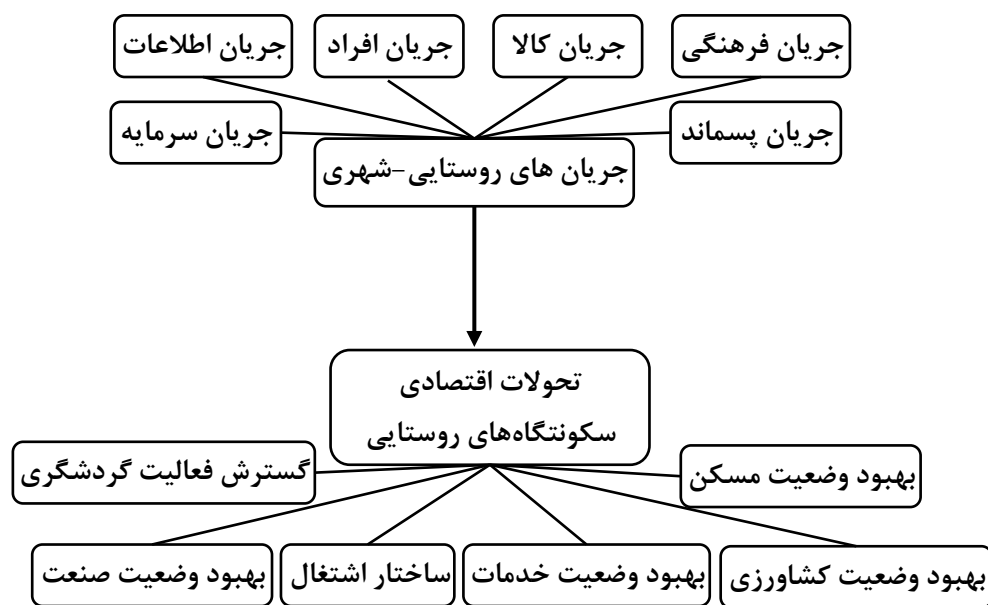 جریان فرهنگی
جریان کالا
جریان افراد
جریان اطلاعات
جریان پسماند
جریان سرمایه
جریان های روستایی-شهری
تحولات اقتصادی
سکونتگاه‌های روستایی
بهبود وضعیت مسکن
گسترش فعالیت گردشگری
بهبود وضعیت کشاورزی
بهبود وضعیت خدمات
ساختار اشتغال
بهبود وضعیت صنعت